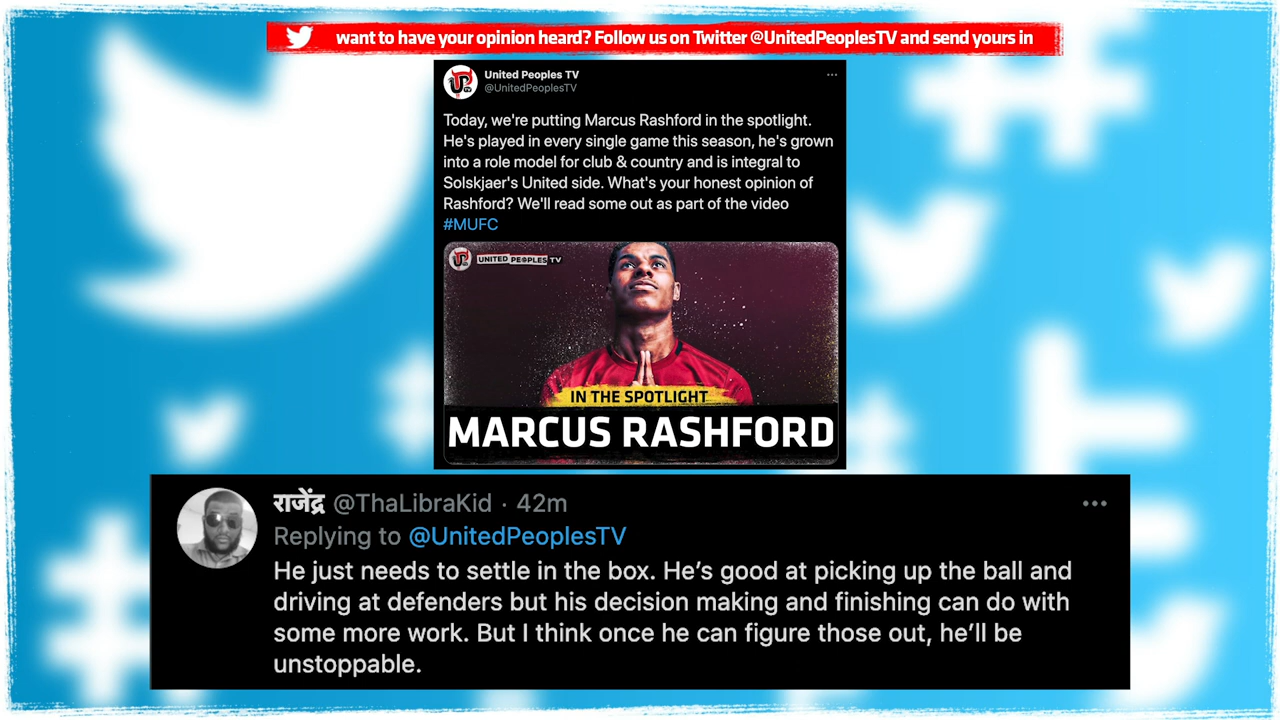 want to have your opinion heard? Follow us on Twitter @UnitedPeoplesTV and send yours in
United Peoples TV
@UnitedPeoplesTV
Today, we're putting Marcus Rashford in the spotlight.
He's played in every single game this season, he's grown
into a role model for club & country and is integral to
Solskjaer's United side. What's your honest opinion of
Rashford? We'll read some out as part of the video
#MUFC
UNITED PEOPLES TV
IN THE SPOTLIGHT
MARCUS RASHFORD
राजेंद्र @ThaLibraKid · 42m
Replying to @UnitedPeoplesTV
He just needs to settle in the box. He’s good at picking up the ball and
driving at defenders but his decision making and finishing can do with
some more work. But I think once he can figure those out, he’ll be
unstoppable.